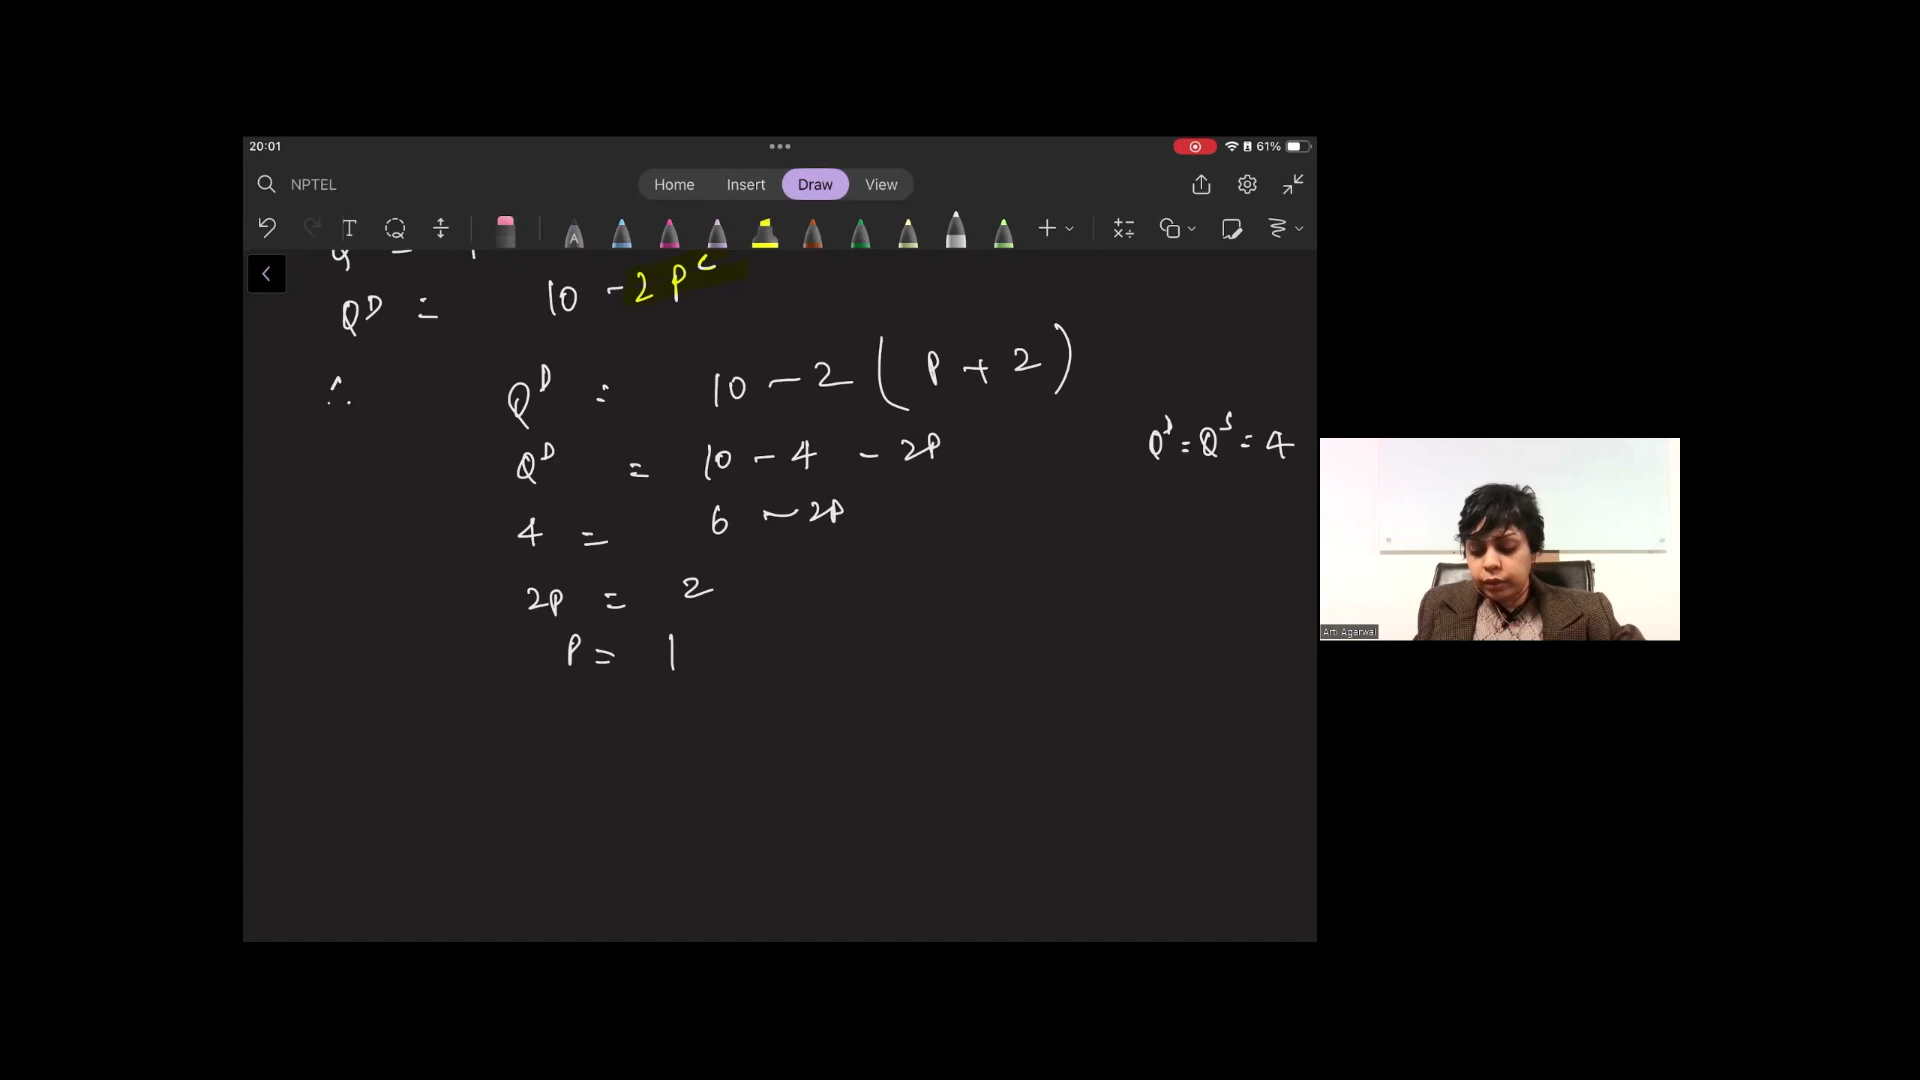 20:01
61%
NPTEL
Home Insert Draw View
T
A
Q^D = 10 - 2 P^C
∴ Q^D = 10 - 2 ( P + 2 )
Q^D = 10 - 4 - 2P
Q^D = Q^S = 4
4 = 6 - 2P
2P = 2
P = 1
Arti Agarwal